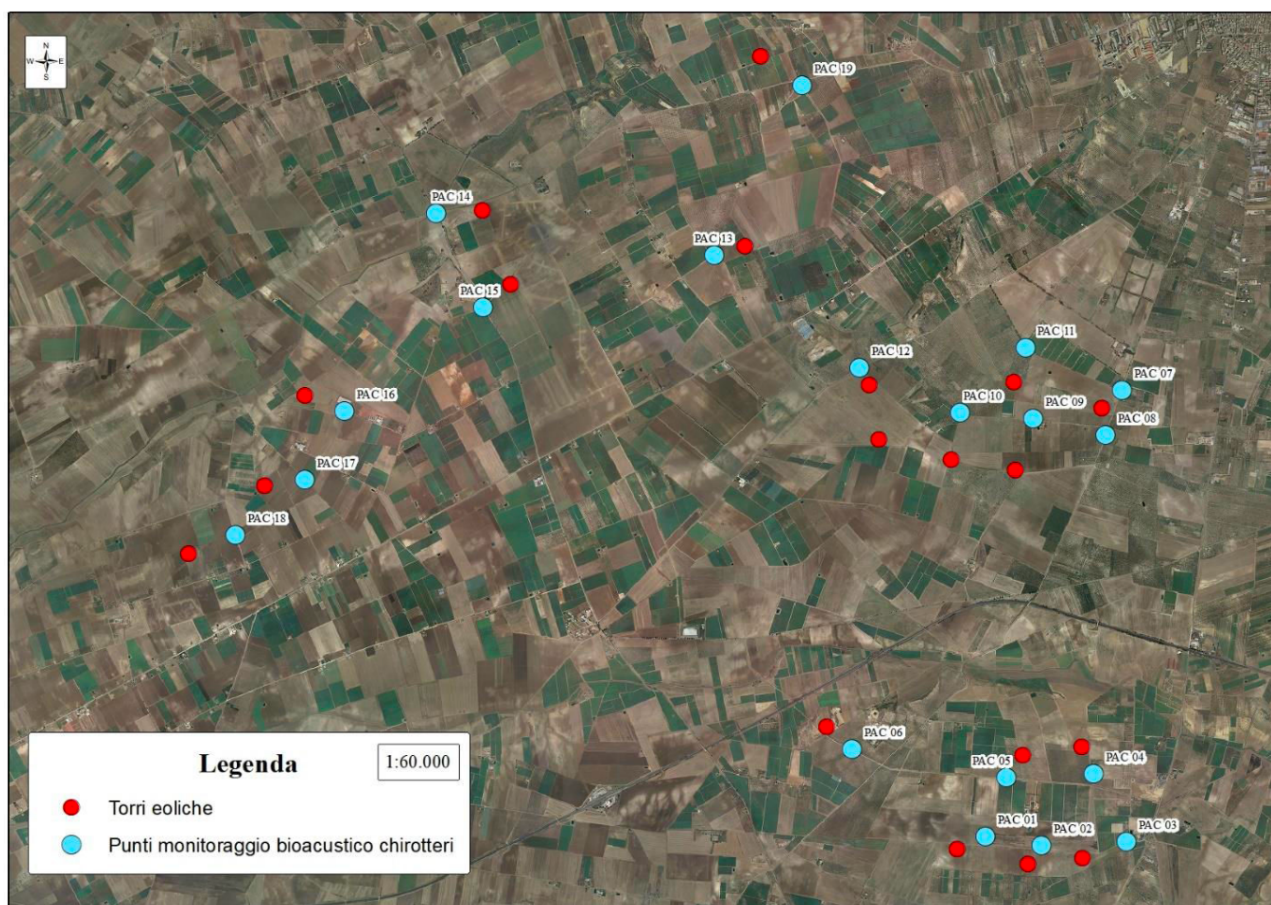 N
W E
S
PAC 19
PAC 14
PAC 13
PAC 15
PAC 11
PAC 12
PAC 07
PAC 16
PAC 10
PAC 09
PAC 08
PAC 17
PAC 18
PAC 06
PAC 05
PAC 04
PAC 01
PAC 02
PAC 03
Legenda
1:60.000
Torri eoliche
Punti monitoraggio bioacustico chirotteri